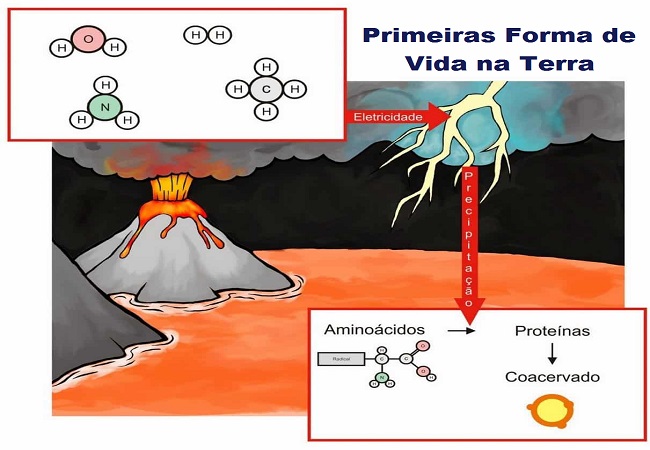 Primeiras Forma de
Vida na Terra
O
H H
H H
N
H H
H
H
H C H
H
Eletricidade
Precipitação
Aminoácidos
Proteínas
Radical
H
C C
O
O
H
N
H H
Coacervado